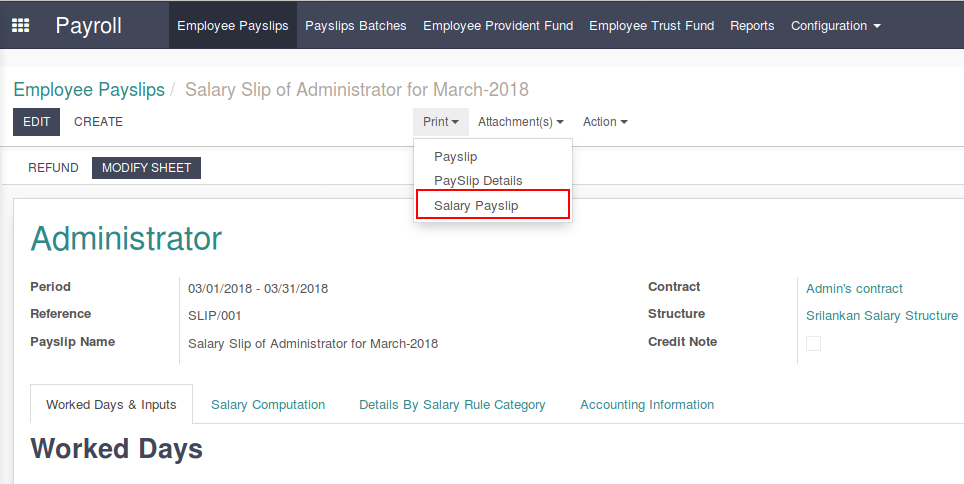 Payroll Employee Payslips Payslips Batches Employee Provident Fund Employee Trust Fund Reports Configuration
Employee Payslips / Salary Slip of Administrator for March-2018
EDIT CREATE Print Attachment(s) Action
Payslip
REFUND MODIFY SHEET
PaySlip Details
Salary Payslip
Administrator
Period 03/01/2018 - 03/31/2018 Contract Admin's contract
Reference SLIP/001 Structure Srilankan Salary Structure
Payslip Name Salary Slip of Administrator for March-2018 Credit Note
Worked Days & Inputs Salary Computation Details By Salary Rule Category Accounting Information
Worked Days